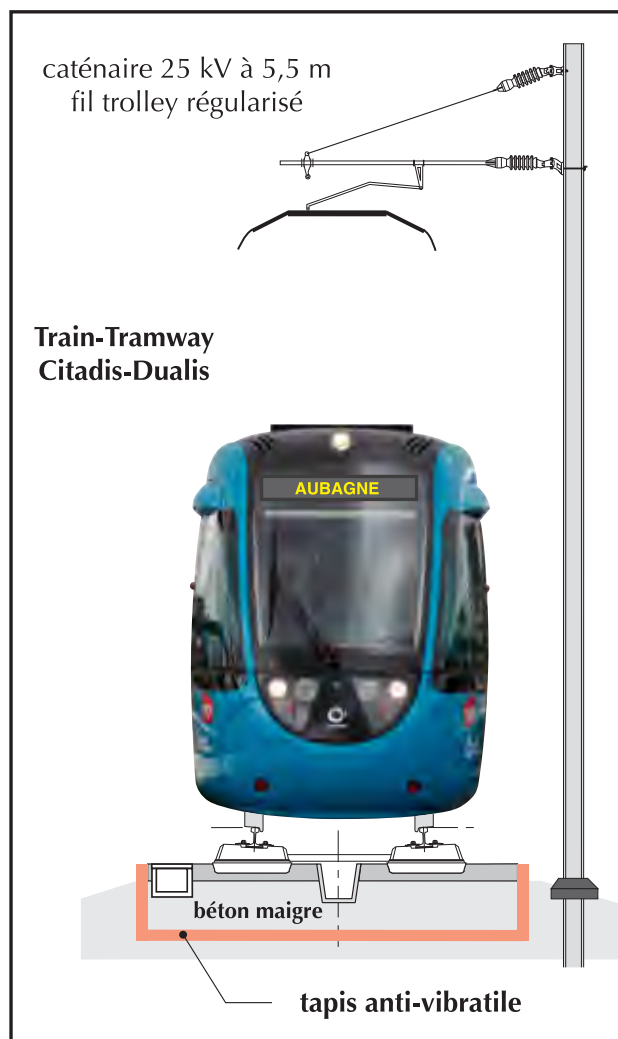 caténaire 25 kV à 5,5 m
fil trolley régularisé
Train-Tramway
Citadis-Dualis
AUBAGNE
béton maigre
tapis anti-vibratile